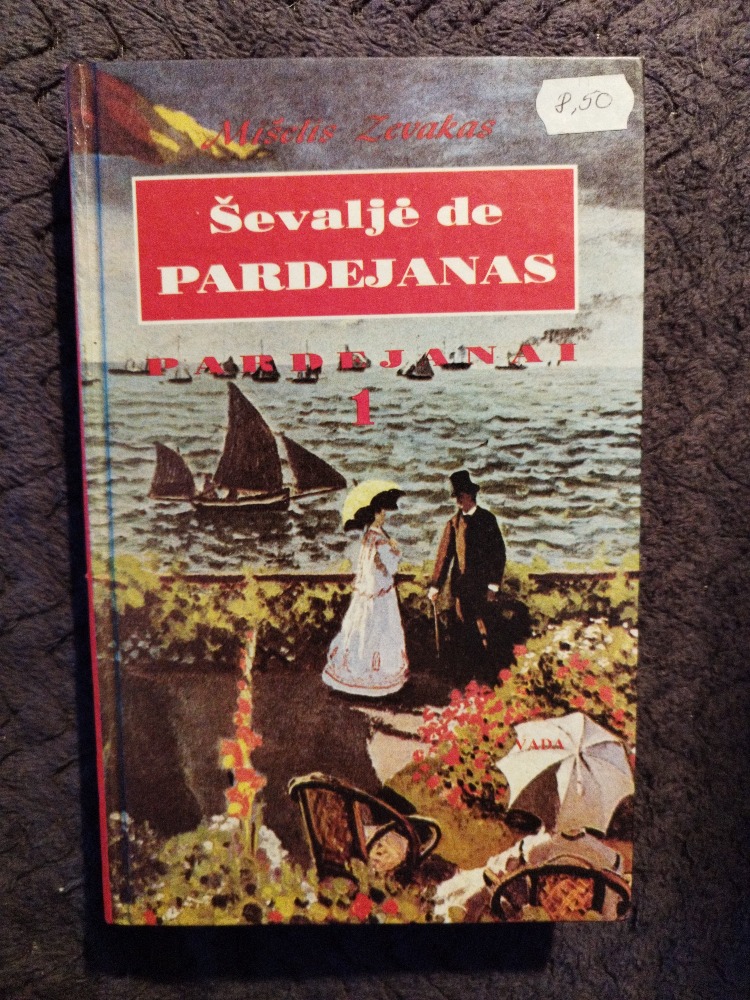 8,50
Mišelis Zevakas
Ševaljė de
PARDEJANAS
PARDEJANAI
1
VADA